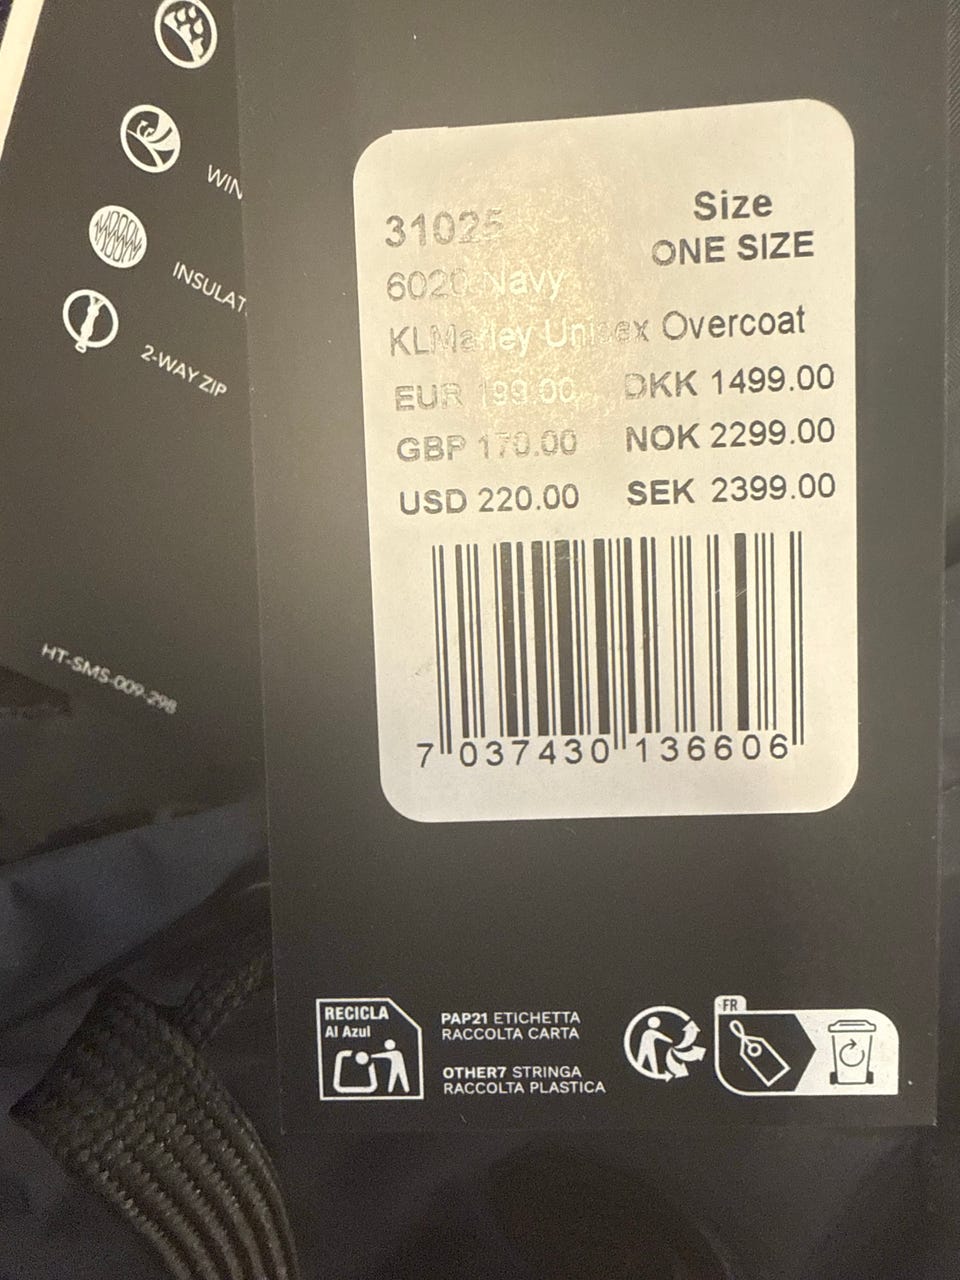 WIN
INSULAT
2-WAY ZIP
HT-SMS-009-298
Size
ONE SIZE
31025
6020 Navy
KLMarley Unisex Overcoat
EUR 199.00 DKK 1499.00
GBP 170.00 NOK 2299.00
USD 220.00 SEK 2399.00
7 037430 136606
RECICLA
Al Azul
PAP21 ETICHETTA
RACCOLTA CARTA
OTHER7 STRINGA
RACCOLTA PLASTICA
FR